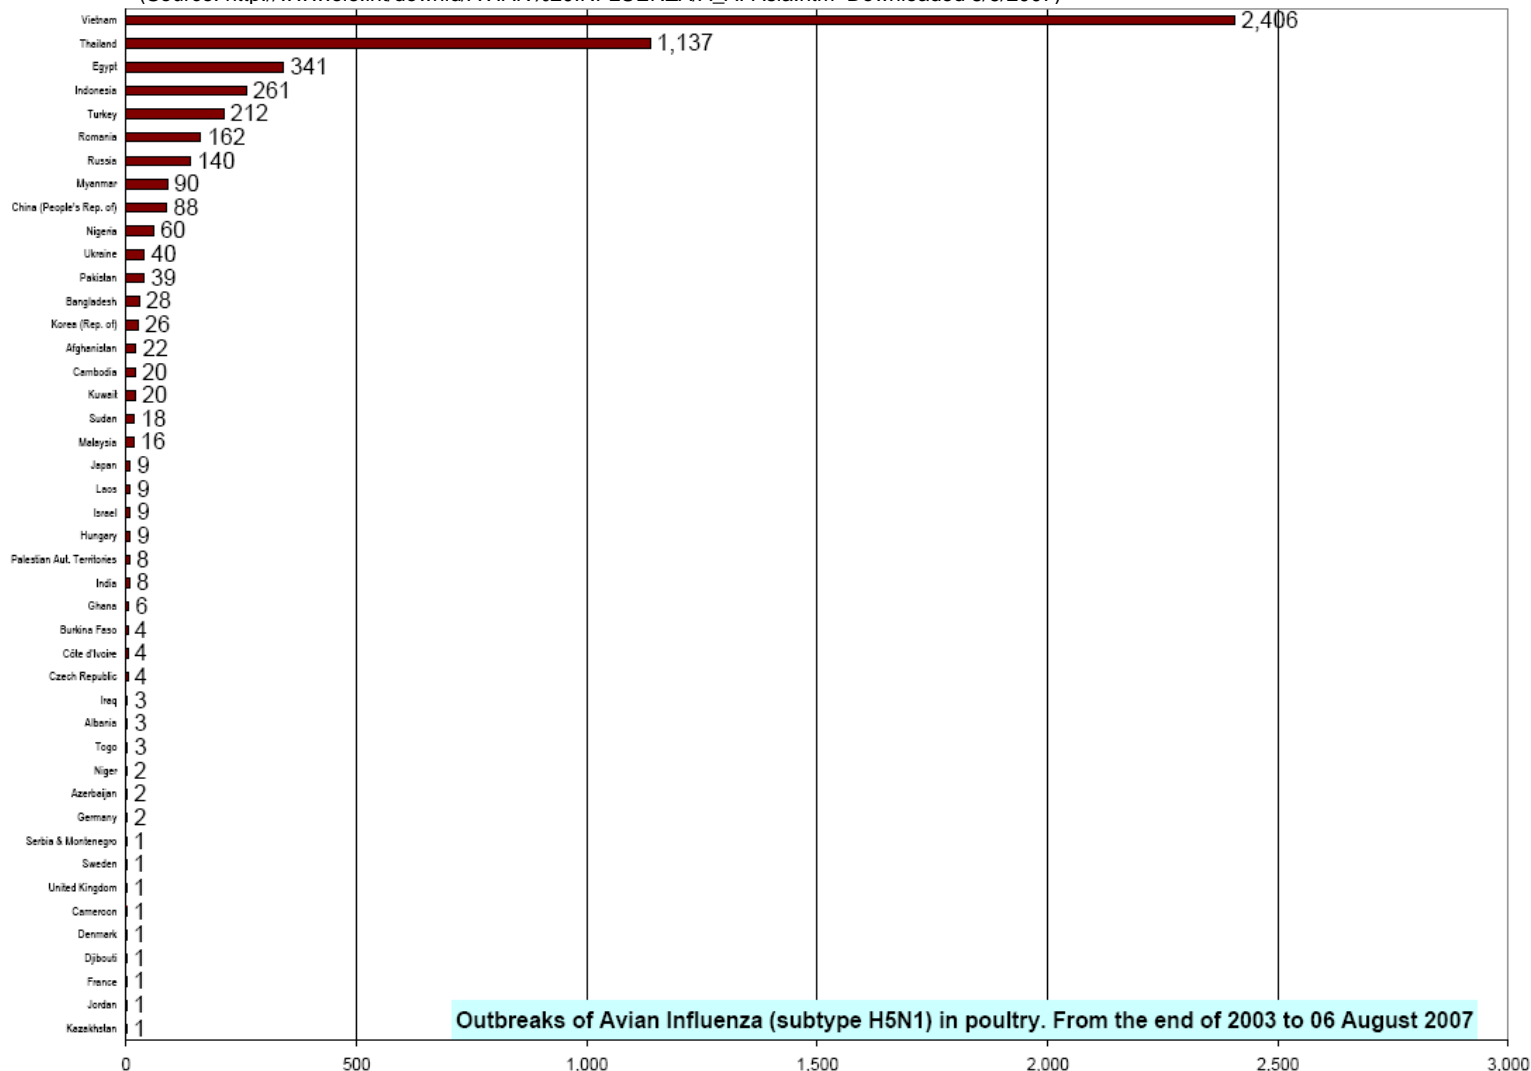 Vietnam 2,406
Thailand 1,137
Egypt 341
Indonesia 261
Turkey 212
Romania 162
Russia 140
Myanmar 90
China (People's Rep. of) 88
Nigeria 60
Ukraine 40
Pakistan 39
Bangladesh 28
Korea (Rep. of) 26
Afghanistan 22
Cambodia 20
Kuwait 20
Sudan 18
Malaysia 16
Japan 9
Laos 9
Israel 9
Hungary 9
Palestian Aut. Territories 8
India 8
Ghana 6
Burkina Faso 4
Côte d'Ivoire 4
Czech Republic 4
Iraq 3
Albania 3
Togo 3
Niger 2
Azerbaijan 2
Germany 2
Serbia & Montenegro 1
Sweden 1
United Kingdom 1
Cameroon 1
Denmark 1
Djibouti 1
France 1
Jordan 1
Kazakhstan 1
Outbreaks of Avian Influenza (subtype H5N1) in poultry. From the end of 2003 to 06 August 2007
0 500 1.000 1.500 2.000 2.500 3.000